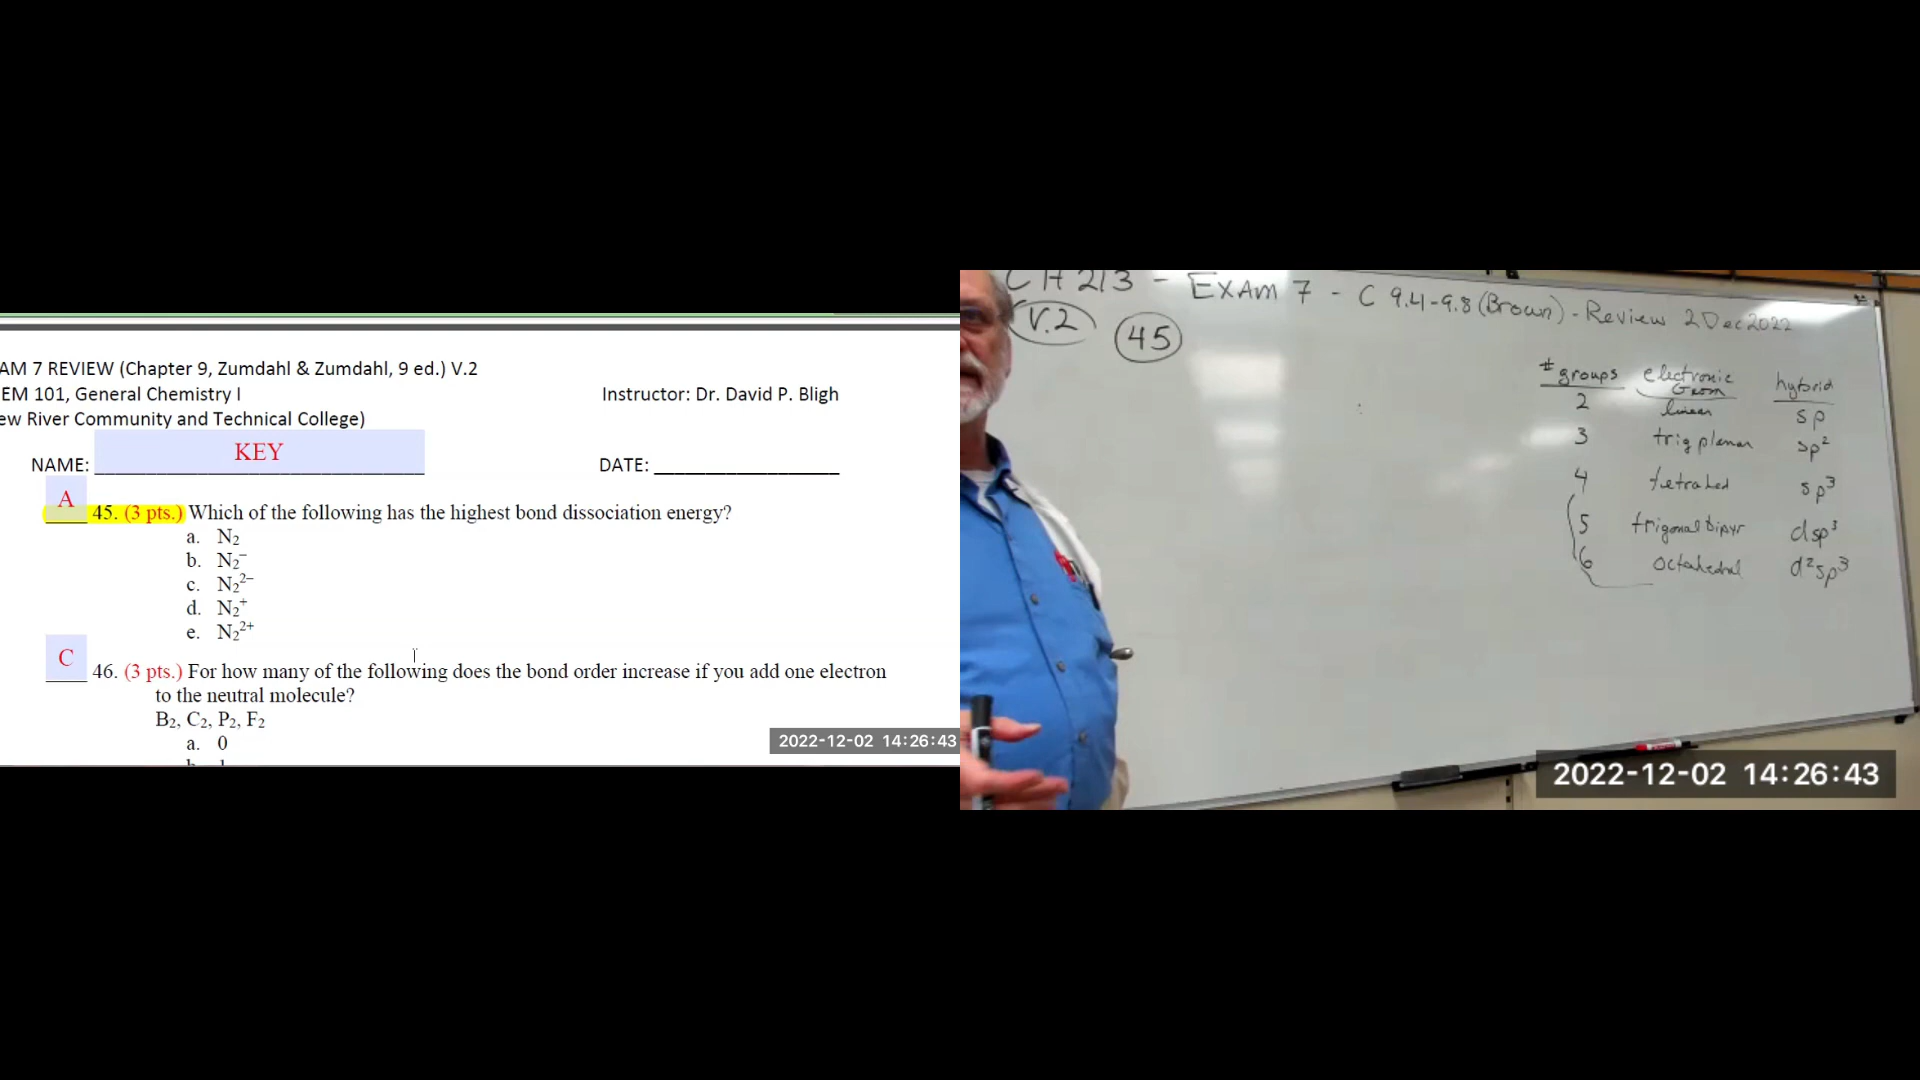 AM 7 REVIEW (Chapter 9, Zumdahl & Zumdahl, 9 ed.) V.2
EM 101, General Chemistry I
Instructor: Dr. David P. Bligh
ew River Community and Technical College)
KEY
NAME:
DATE:
A
45. (3 pts.) Which of the following has the highest bond dissociation energy?
a. N₂
b. N₂⁻
c. N₂²⁻
d. N₂⁺
e. N₂²⁺
C
46. (3 pts.) For how many of the following does the bond order increase if you add one electron
to the neutral molecule?
B₂, C₂, P₂, F₂
a. 0
2022-12-02 14:26:43
CH 213 - EXAM 7 - C 9.4-9.8 (Brown) - Review 2 Dec 2022
V.2 45
# groups electronic Geom hybrid
2 linear sp
3 trig planar sp²
4 tetrahed sp³
5 trigonal bipyr dsp³
6 octahedral d²sp³
2022-12-02 14:26:43